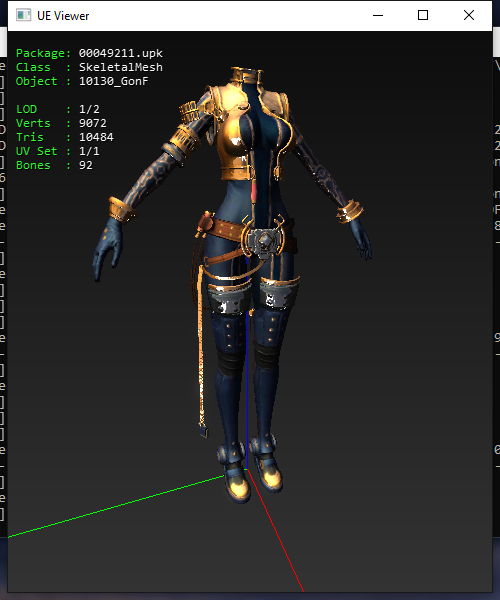 UE Viewer
Package: 00049211.upk
Class : SkeletalMesh
Object : 10130_GonF
LOD : 1/2
Verts : 9072
Tris : 10484
UV Set : 1/1
Bones : 92